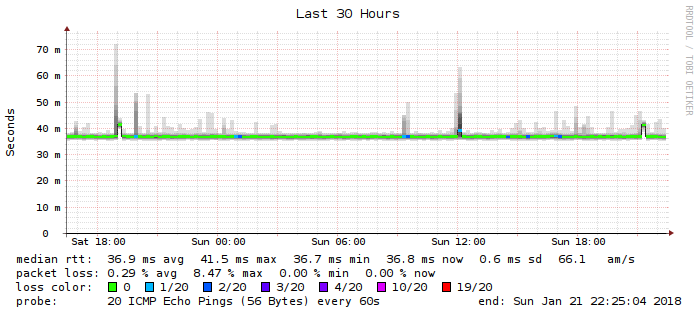 Last 30 Hours
RRDTOOL / TOBI OETIKER
Seconds
70 m
60 m
50 m
40 m
30 m
20 m
10 m
0
Sat 18:00 Sun 00:00 Sun 06:00 Sun 12:00 Sun 18:00
median rtt: 36.9 ms avg 41.5 ms max 36.7 ms min 36.8 ms now 0.6 ms sd 66.1 am/s
packet loss: 0.29 % avg 8.47 % max 0.00 % min 0.00 % now
loss color: 0 1/20 2/20 3/20 4/20 10/20 19/20
probe: 20 ICMP Echo Pings (56 Bytes) every 60s end: Sun Jan 21 22:25:04 2018